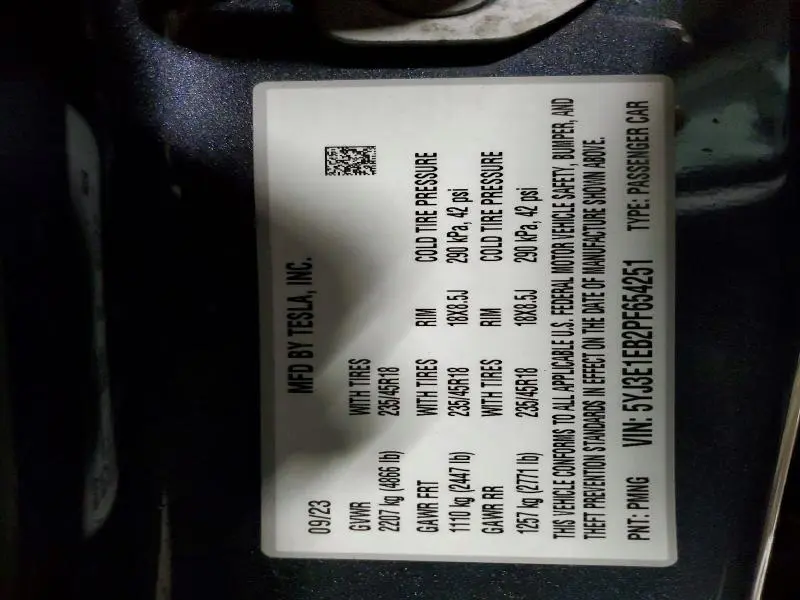 MFD BY TESLA, INC.
09/23
GVWR WITH TIRES
2207 kg (4866 lb) 235/45R18
GAWR FRT WITH TIRES RIM COLD TIRE PRESSURE
1110 kg (2447 lb) 235/45R18 18X8.5J 290 kPa, 42 psi
GAWR RR WITH TIRES RIM COLD TIRE PRESSURE
1257 kg (2771 lb) 235/45R18 18X8.5J 290 kPa, 42 psi
THIS VEHICLE CONFORMS TO ALL APPLICABLE U.S. FEDERAL MOTOR VEHICLE SAFETY, BUMPER, AND
THEFT PREVENTION STANDARDS IN EFFECT ON THE DATE OF MANUFACTURE SHOWN ABOVE.
PNT: PMNG VIN: 5YJ3E1EB2PF654251 TYPE: PASSENGER CAR